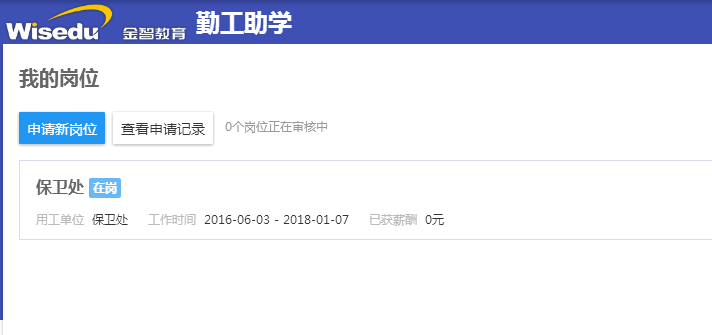 Wisedu 金智教育 勤工助学
我的岗位
申请新岗位 查看申请记录 0个岗位正在审核中
保卫处 在岗
用工单位 保卫处 工作时间 2016-06-03 - 2018-01-07 已获薪酬 0元